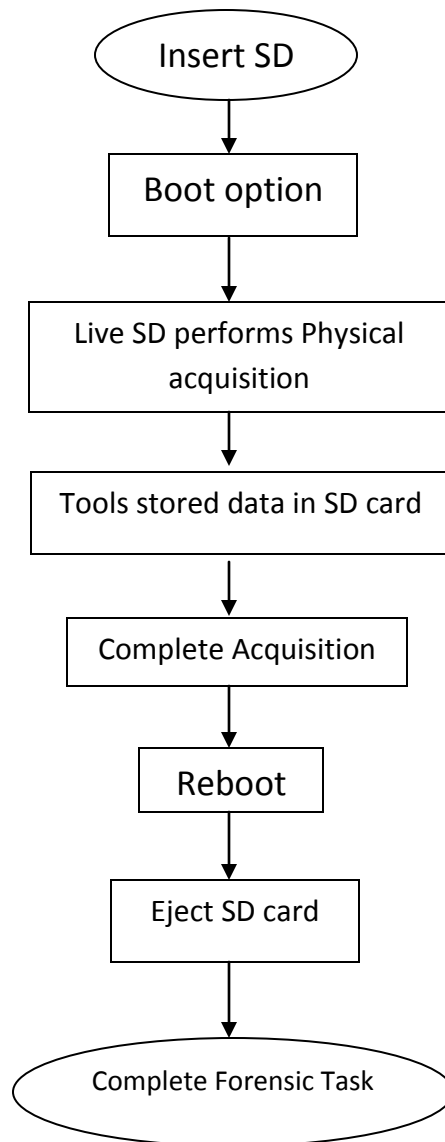 Insert SD
Boot option
Live SD performs Physical
acquisition
Tools stored data in SD card
Complete Acquisition
Reboot
Eject SD card
Complete Forensic Task